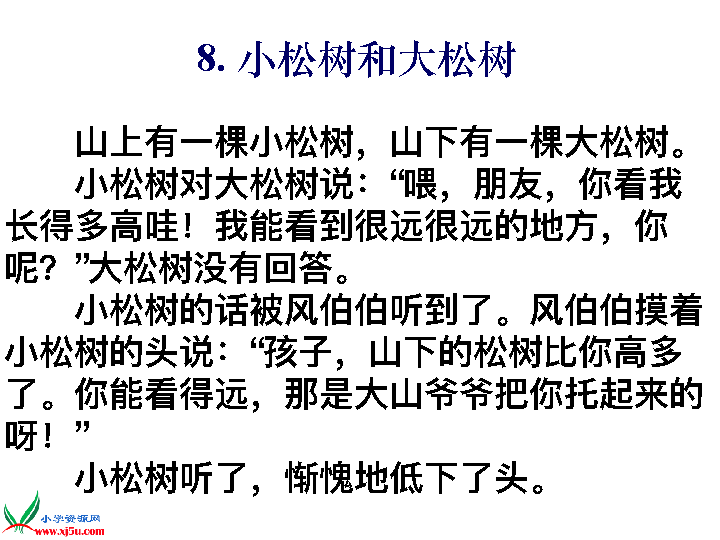 8. 小松树和大松树
山上有一棵小松树，山下有一棵大松树。
小松树对大松树说：“喂，朋友，你看我
长得多高哇！我能看到很远很远的地方，你
呢？”大松树没有回答。
小松树的话被风伯伯听到了。风伯伯摸着
小松树的头说：“孩子，山下的松树比你高多
了。你能看得远，那是大山爷爷把你托起来的
呀！”
小松树听了，惭愧地低下了头。
小学资源网
www.xj5u.com